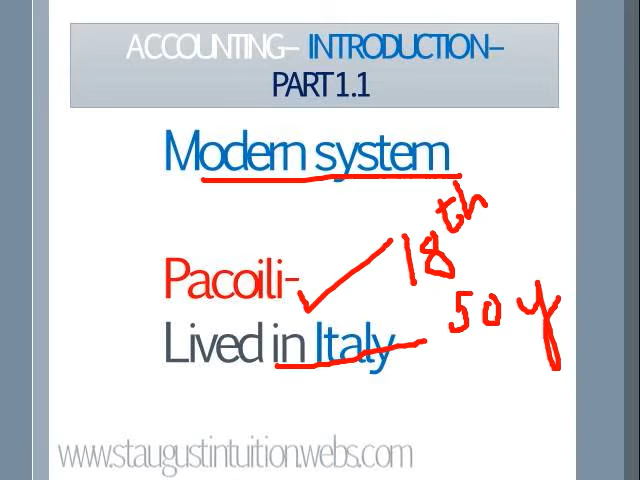 ACCOUNTING– INTRODUCTION–
PART 1.1
Modern system
18th
Pacoili-
50 y
Lived in Italy
www.staugustintuition.webs.com